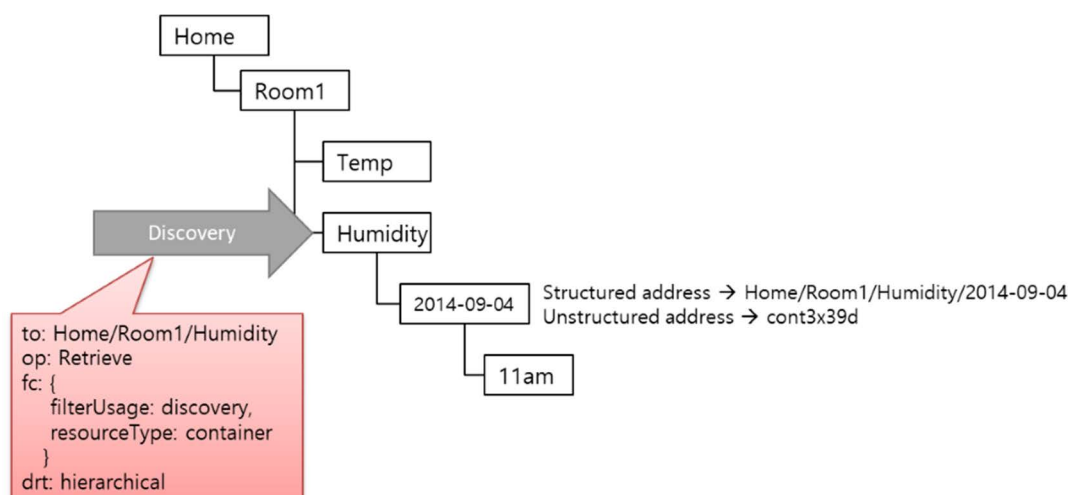 Home
Room1
Temp
Discovery
Humidity
2014-09-04
Structured address → Home/Room1/Humidity/2014-09-04
Unstructured address → cont3x39d
11am
to: Home/Room1/Humidity
op: Retrieve
fc: {
filterUsage: discovery,
resourceType: container
}
drt: hierarchical